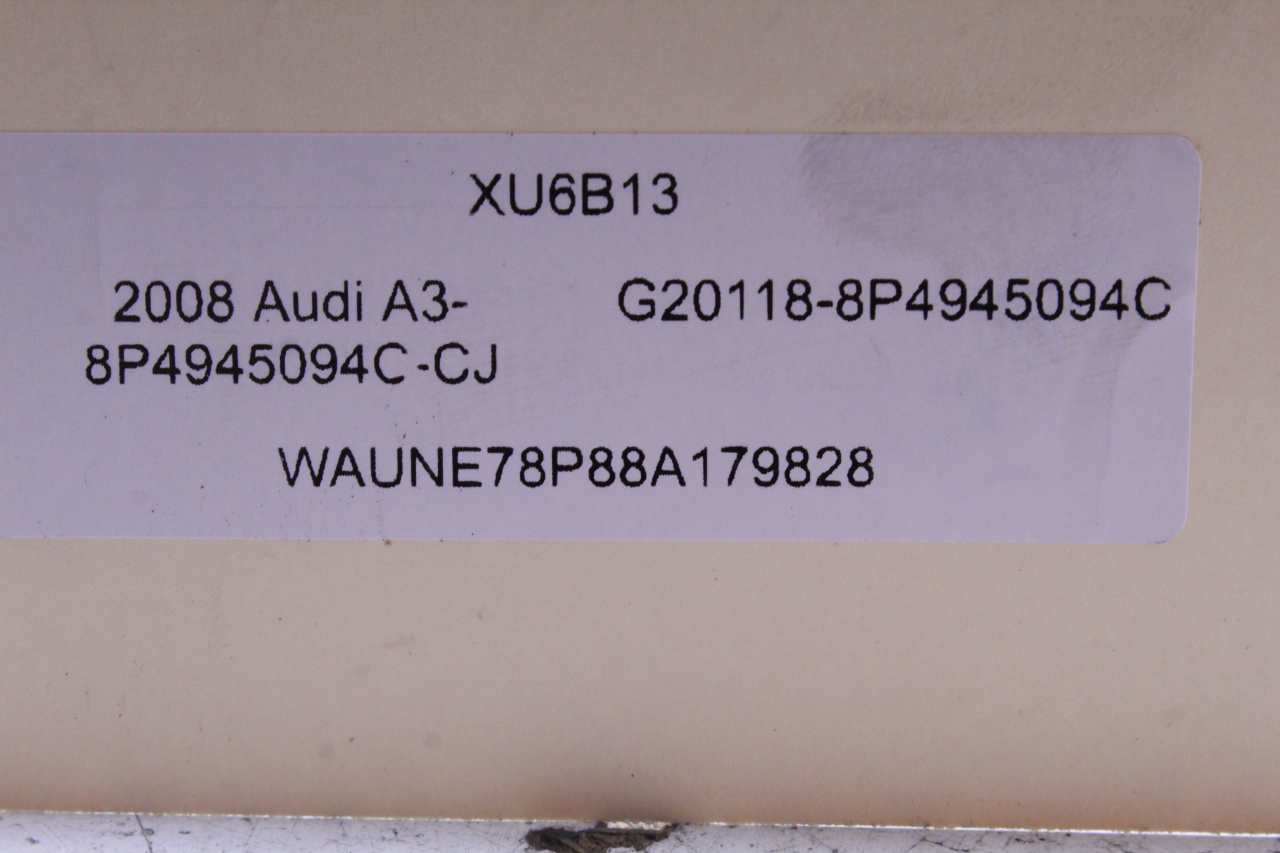 XU6B13
2008 Audi A3- G20118-8P4945094C
8P4945094C-CJ
WAUNE78P88A179828